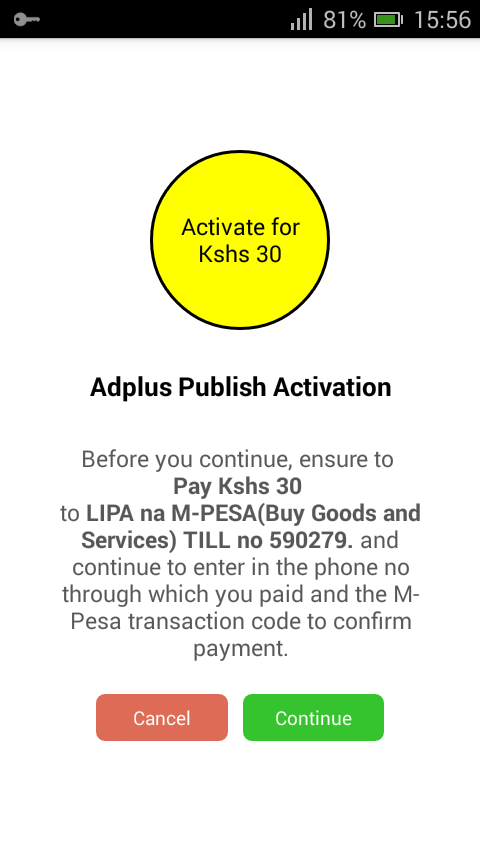 81% 15:56
Activate for
Kshs 30
Adplus Publish Activation
Before you continue, ensure to
Pay Kshs 30
to LIPA na M-PESA(Buy Goods and
Services) TILL no 590279. and
continue to enter in the phone no
through which you paid and the M-
Pesa transaction code to confirm
payment.
Cancel Continue